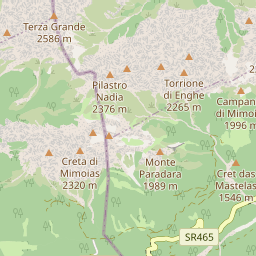 Terza Grande
2586 m
Pilastro
Nadia
2376 m
Torrione
di Enghe
2265 m
Campan
di Mimoi
1996 m
Creta di
Mimoias
2320 m
Monte
Paradara
1989 m
Cret das
Mastelas
1546 m
SR465